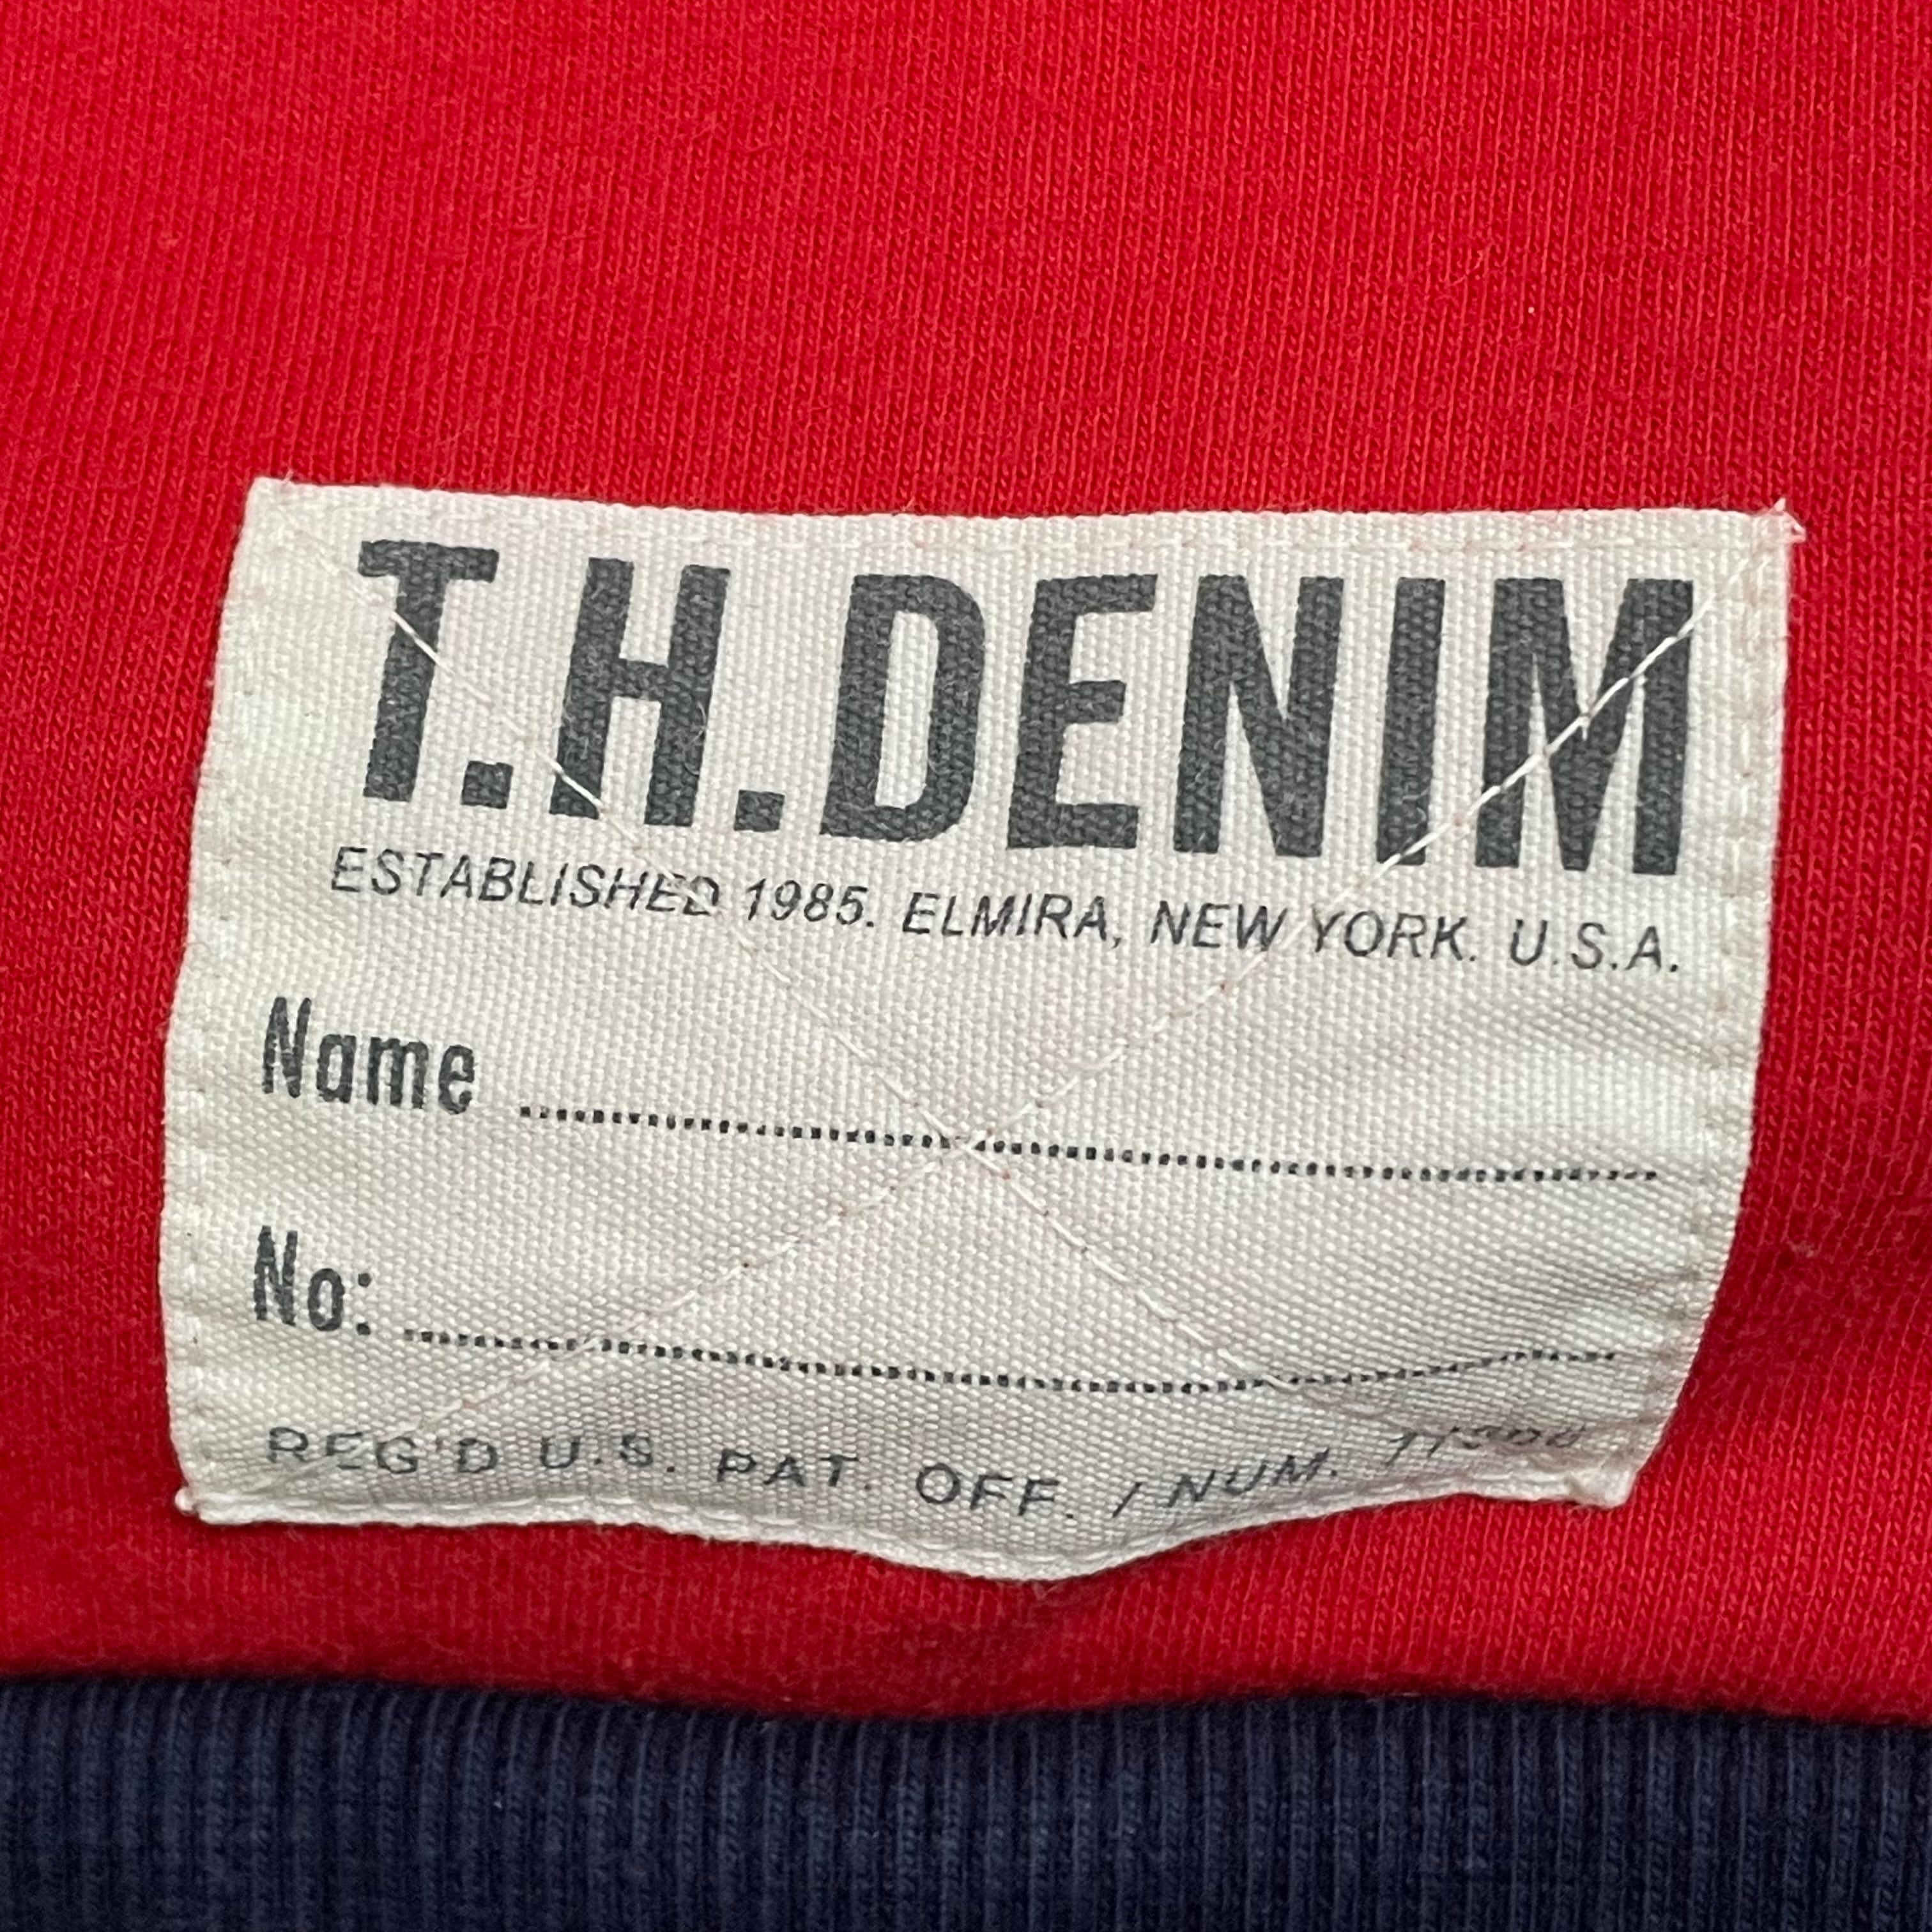 T.H.DENIM
ESTABLISHED 1985. ELMIRA, NEW YORK. U.S.A.
Name
No:
REG'D U.S. PAT. OFF. / NUM.